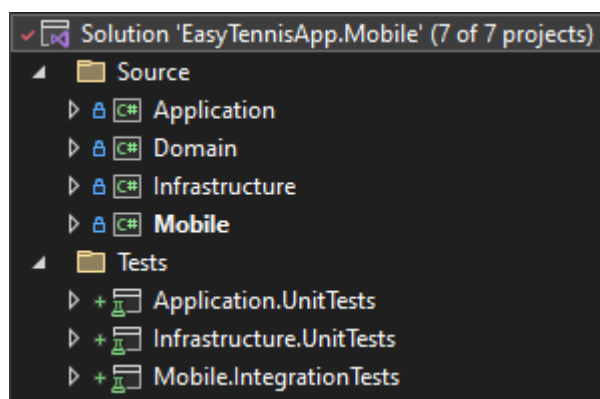 Solution 'EasyTennisApp.Mobile' (7 of 7 projects)
Source
C# Application
C# Domain
C# Infrastructure
C# Mobile
Tests
Application.UnitTests
Infrastructure.UnitTests
Mobile.IntegrationTests